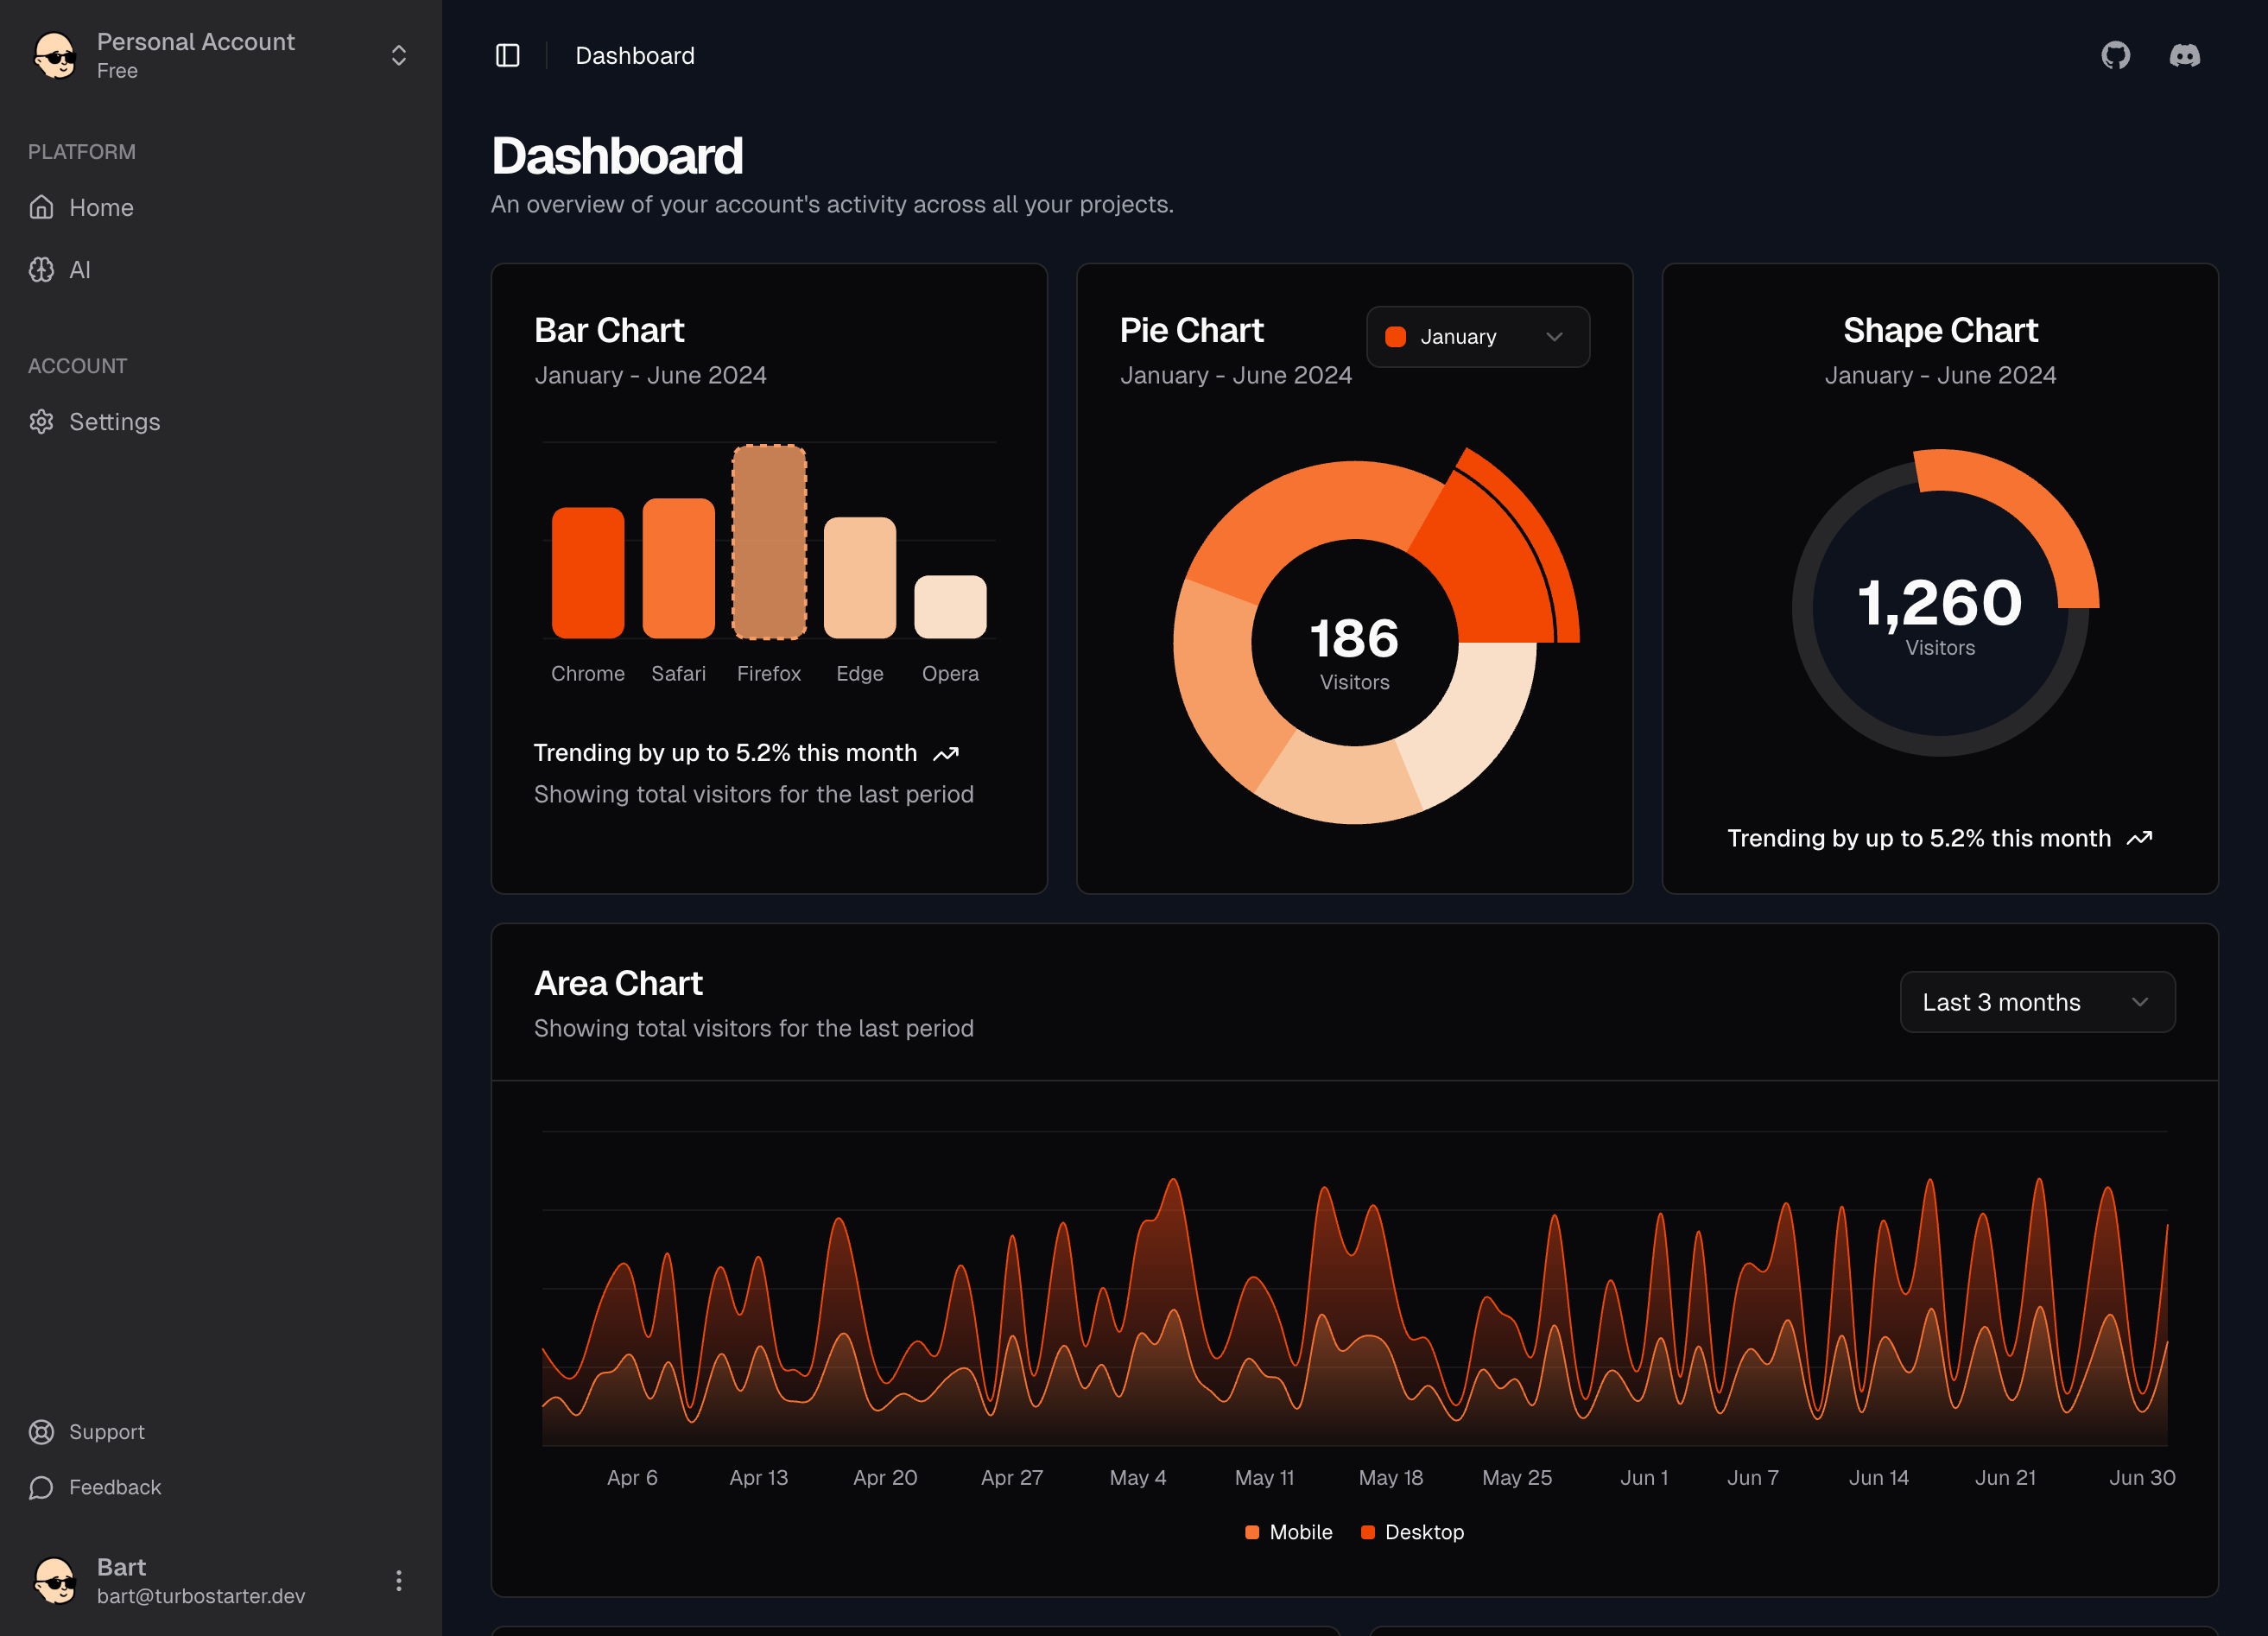 Personal Account
Free
PLATFORM
Home
AI
ACCOUNT
Settings
Support
Feedback
Bart
bart@turbostarter.dev
Dashboard
Dashboard
An overview of your account's activity across all your projects.
Bar Chart
January - June 2024
Chrome Safari Firefox Edge Opera
Trending by up to 5.2% this month
Showing total visitors for the last period
Pie Chart
January - June 2024
January
186
Visitors
Shape Chart
January - June 2024
1,260
Visitors
Trending by up to 5.2% this month
Area Chart
Showing total visitors for the last period
Last 3 months
Apr 6 Apr 13 Apr 20 Apr 27 May 4 May 11 May 18 May 25 Jun 1 Jun 7 Jun 14 Jun 21 Jun 30
Mobile Desktop